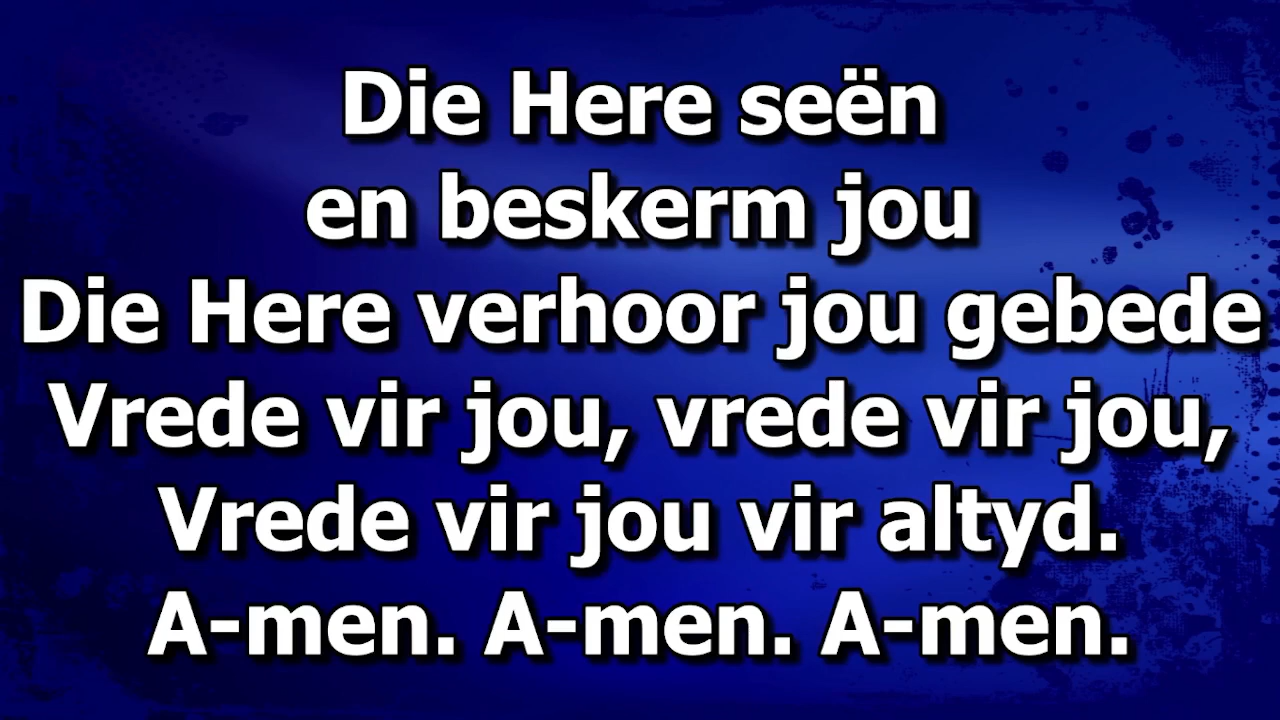 Die Here seën
en beskerm jou
Die Here verhoor jou gebede
Vrede vir jou, vrede vir jou,
Vrede vir jou vir altyd.
A-men. A-men. A-men.